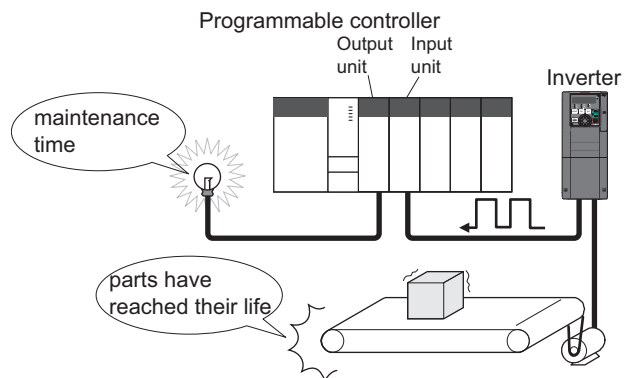 Programmable controller
Output
unit
Input
unit
Inverter
maintenance
time
parts have
reached their life